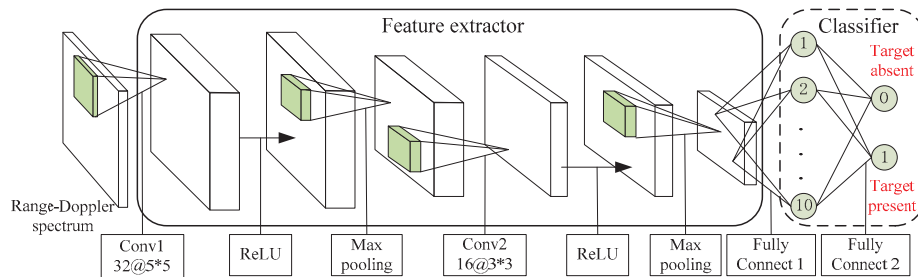 Feature extractor
Classifier
1
Target
absent
2
0
.
.
.
1
10
Target
present
Range-Doppler
spectrum
Conv1
32@5*5
ReLU
Max
pooling
Conv2
16@3*3
ReLU
Max
pooling
Fully
Connect 1
Fully
Connect 2